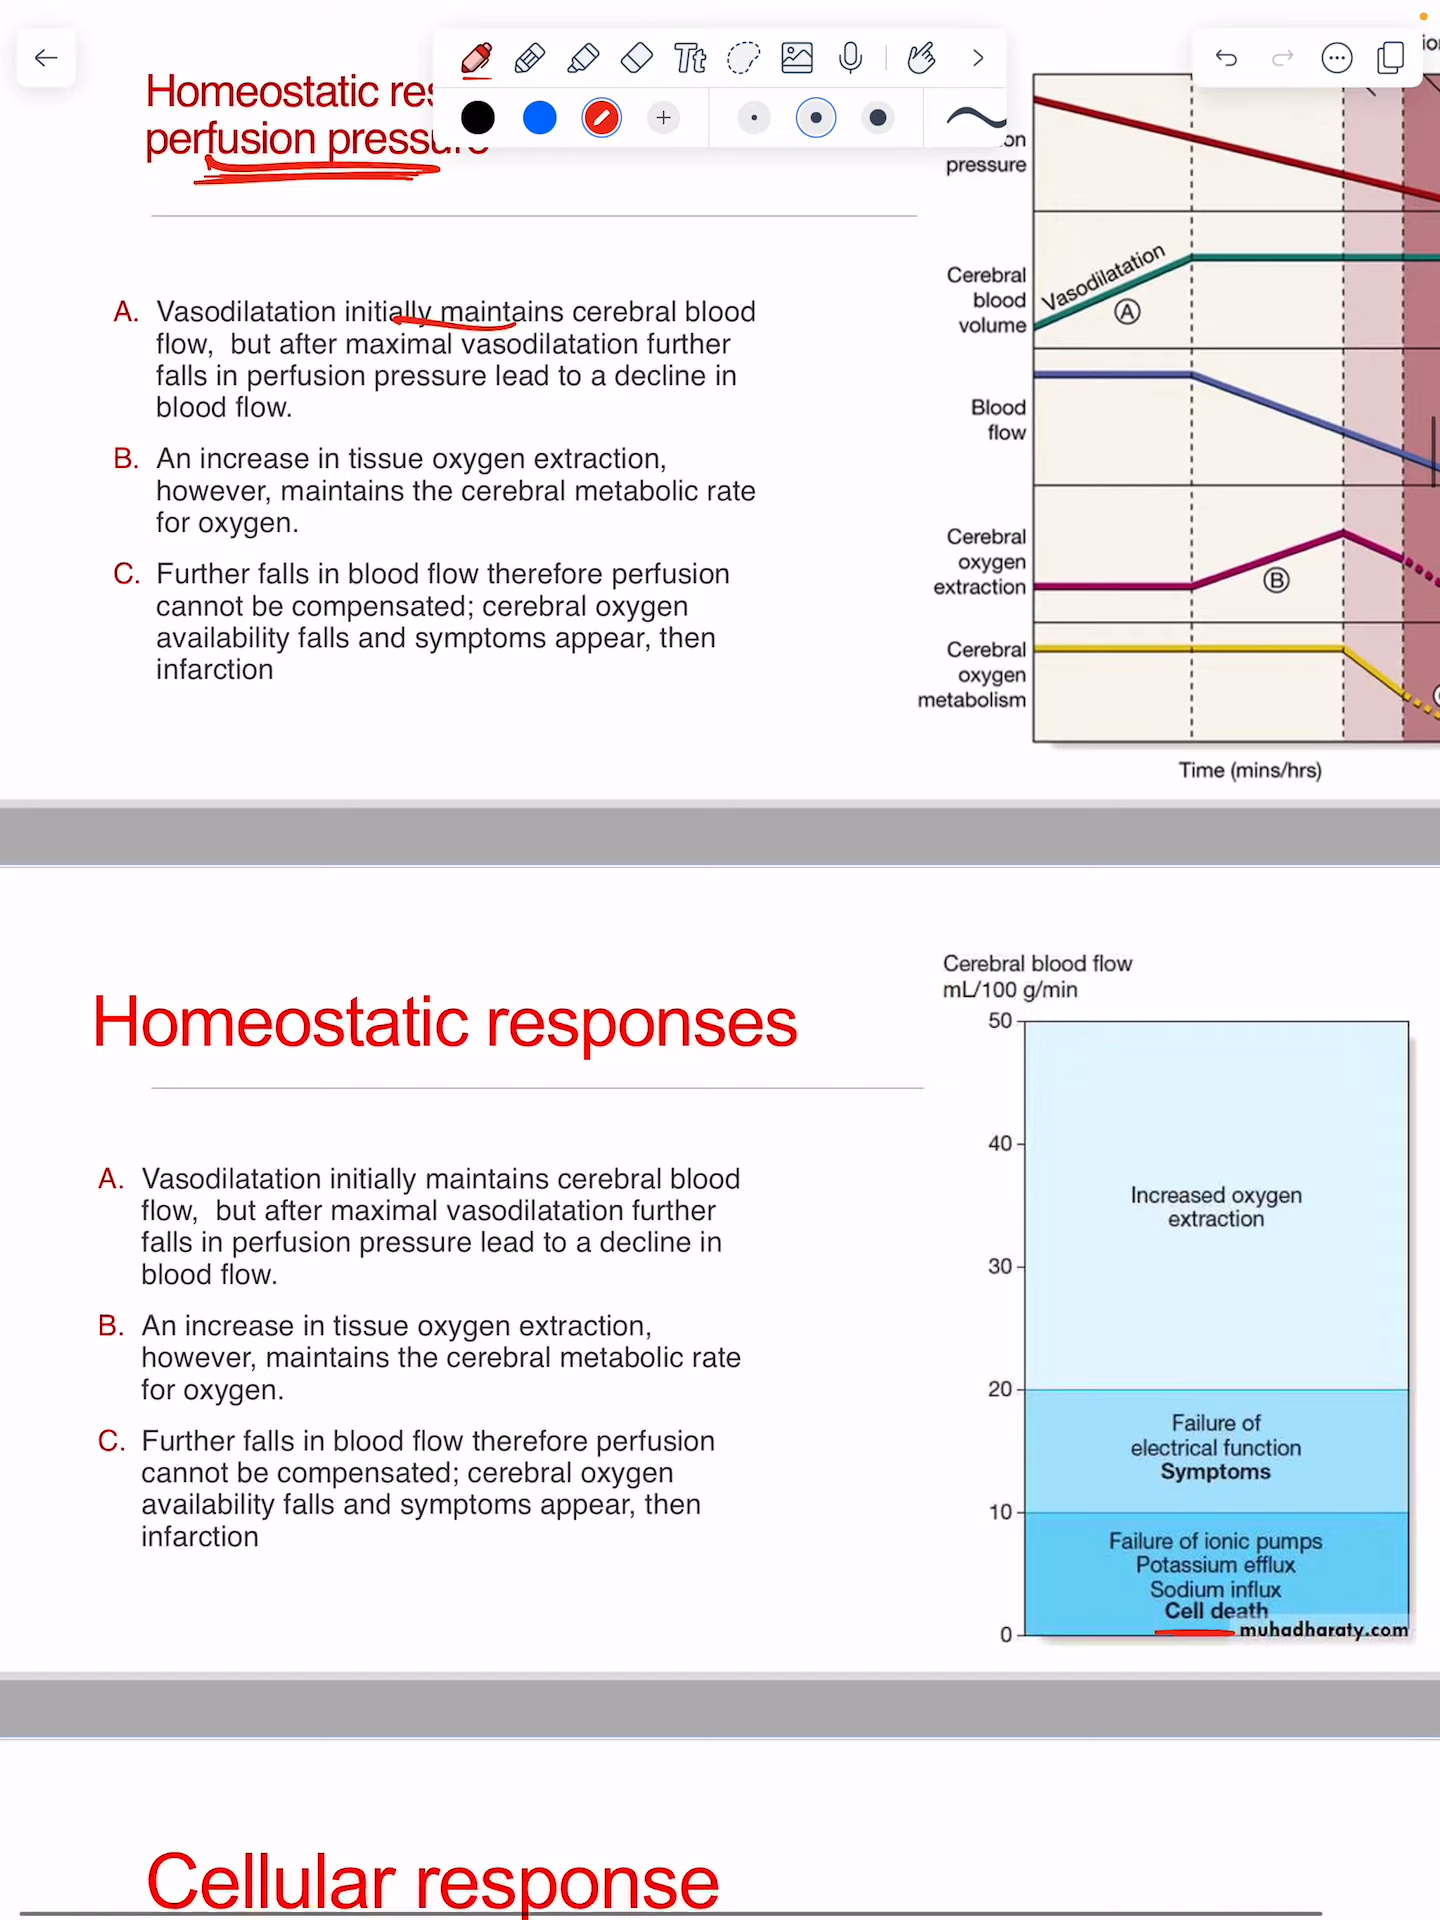 Homeostatic res
perfusion pressure
A. Vasodilatation initially maintains cerebral blood
flow, but after maximal vasodilatation further
falls in perfusion pressure lead to a decline in
blood flow.
B. An increase in tissue oxygen extraction,
however, maintains the cerebral metabolic rate
for oxygen.
C. Further falls in blood flow therefore perfusion
cannot be compensated; cerebral oxygen
availability falls and symptoms appear, then
infarction
Tt
on
pressure
Cerebral
blood
volume
Vasodilatation
A
Blood
flow
Cerebral
oxygen
extraction
B
Cerebral
oxygen
metabolism
Time (mins/hrs)
Homeostatic responses
A. Vasodilatation initially maintains cerebral blood
flow, but after maximal vasodilatation further
falls in perfusion pressure lead to a decline in
blood flow.
B. An increase in tissue oxygen extraction,
however, maintains the cerebral metabolic rate
for oxygen.
C. Further falls in blood flow therefore perfusion
cannot be compensated; cerebral oxygen
availability falls and symptoms appear, then
infarction
Cerebral blood flow
mL/100 g/min
50
40
30
20
10
0
Increased oxygen
extraction
Failure of
electrical function
Symptoms
Failure of ionic pumps
Potassium efflux
Sodium influx
Cell death
muhadharaty.com
Cellular response